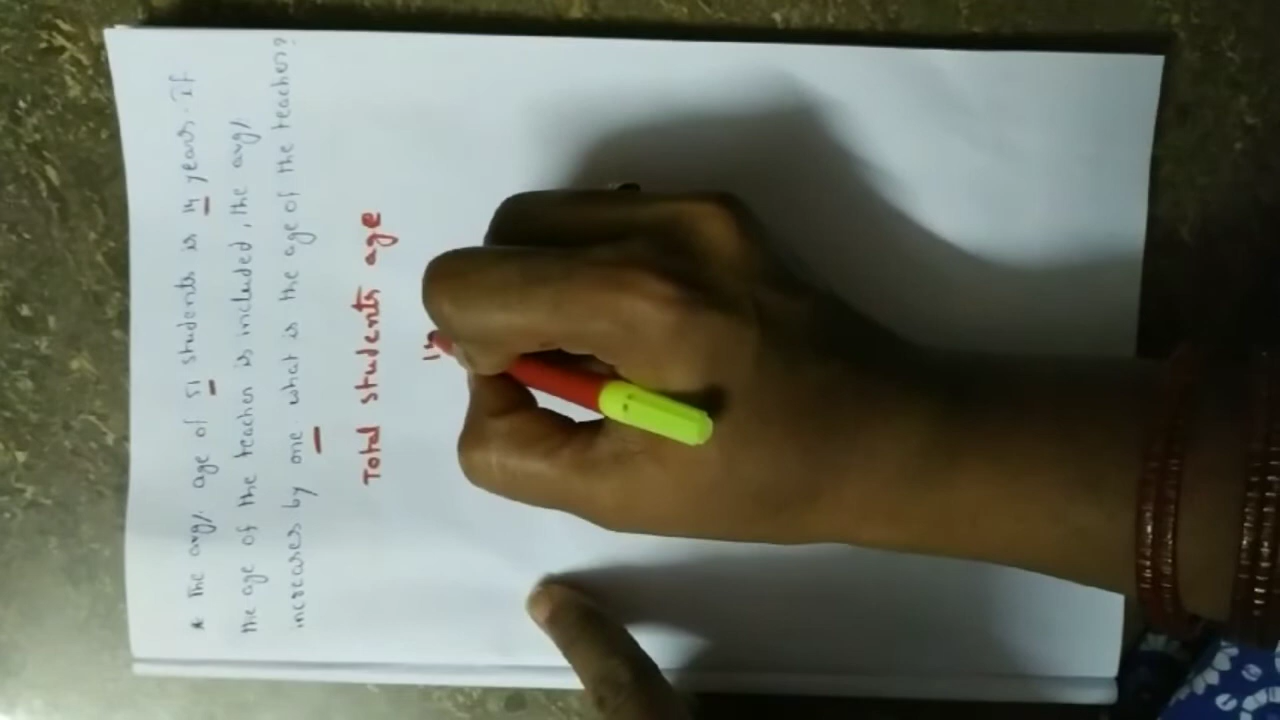 * The avg/. age of 51 students is 14 years. If
the age of the teacher is included, the avg/.
increases by one what is the age of the teacher?
Total students age
14